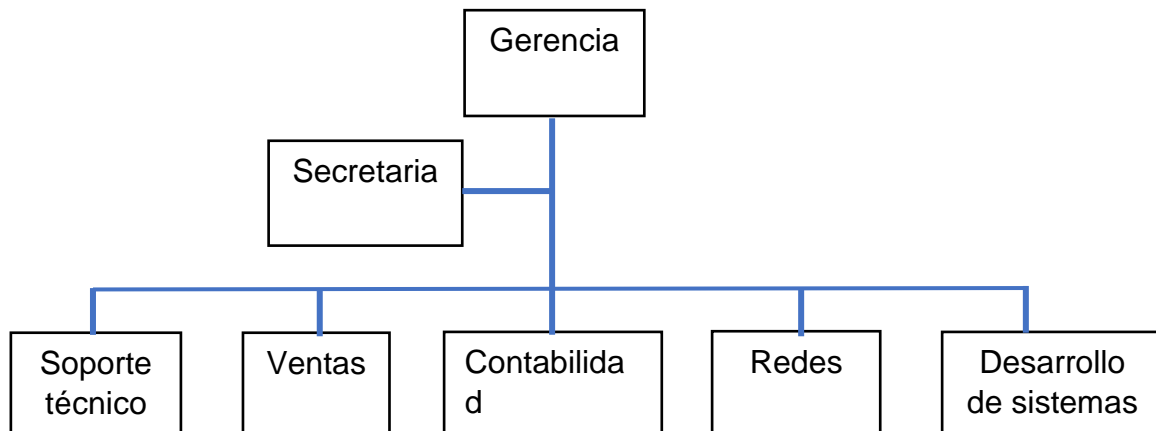 Gerencia
Secretaria
Soporte
técnico
Ventas
Contabilida
d
Redes
Desarrollo
de sistemas